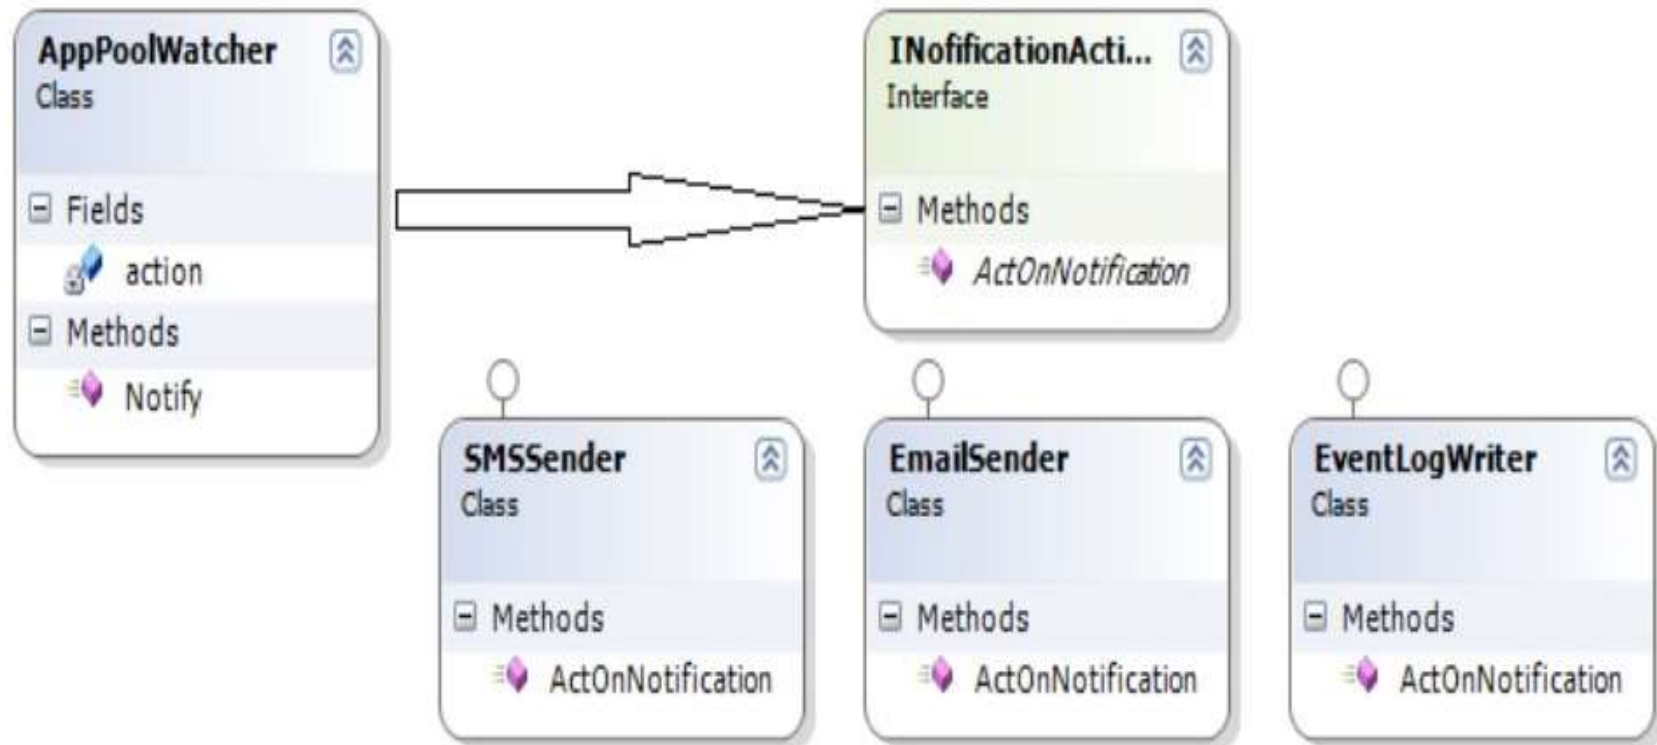 AppPoolWatcher
Class
Fields
action
Methods
Notify
INofificationActi...
Interface
Methods
ActOnNotification
SMSSender
Class
Methods
ActOnNotification
EmailSender
Class
Methods
ActOnNotification
EventLogWriter
Class
Methods
ActOnNotification